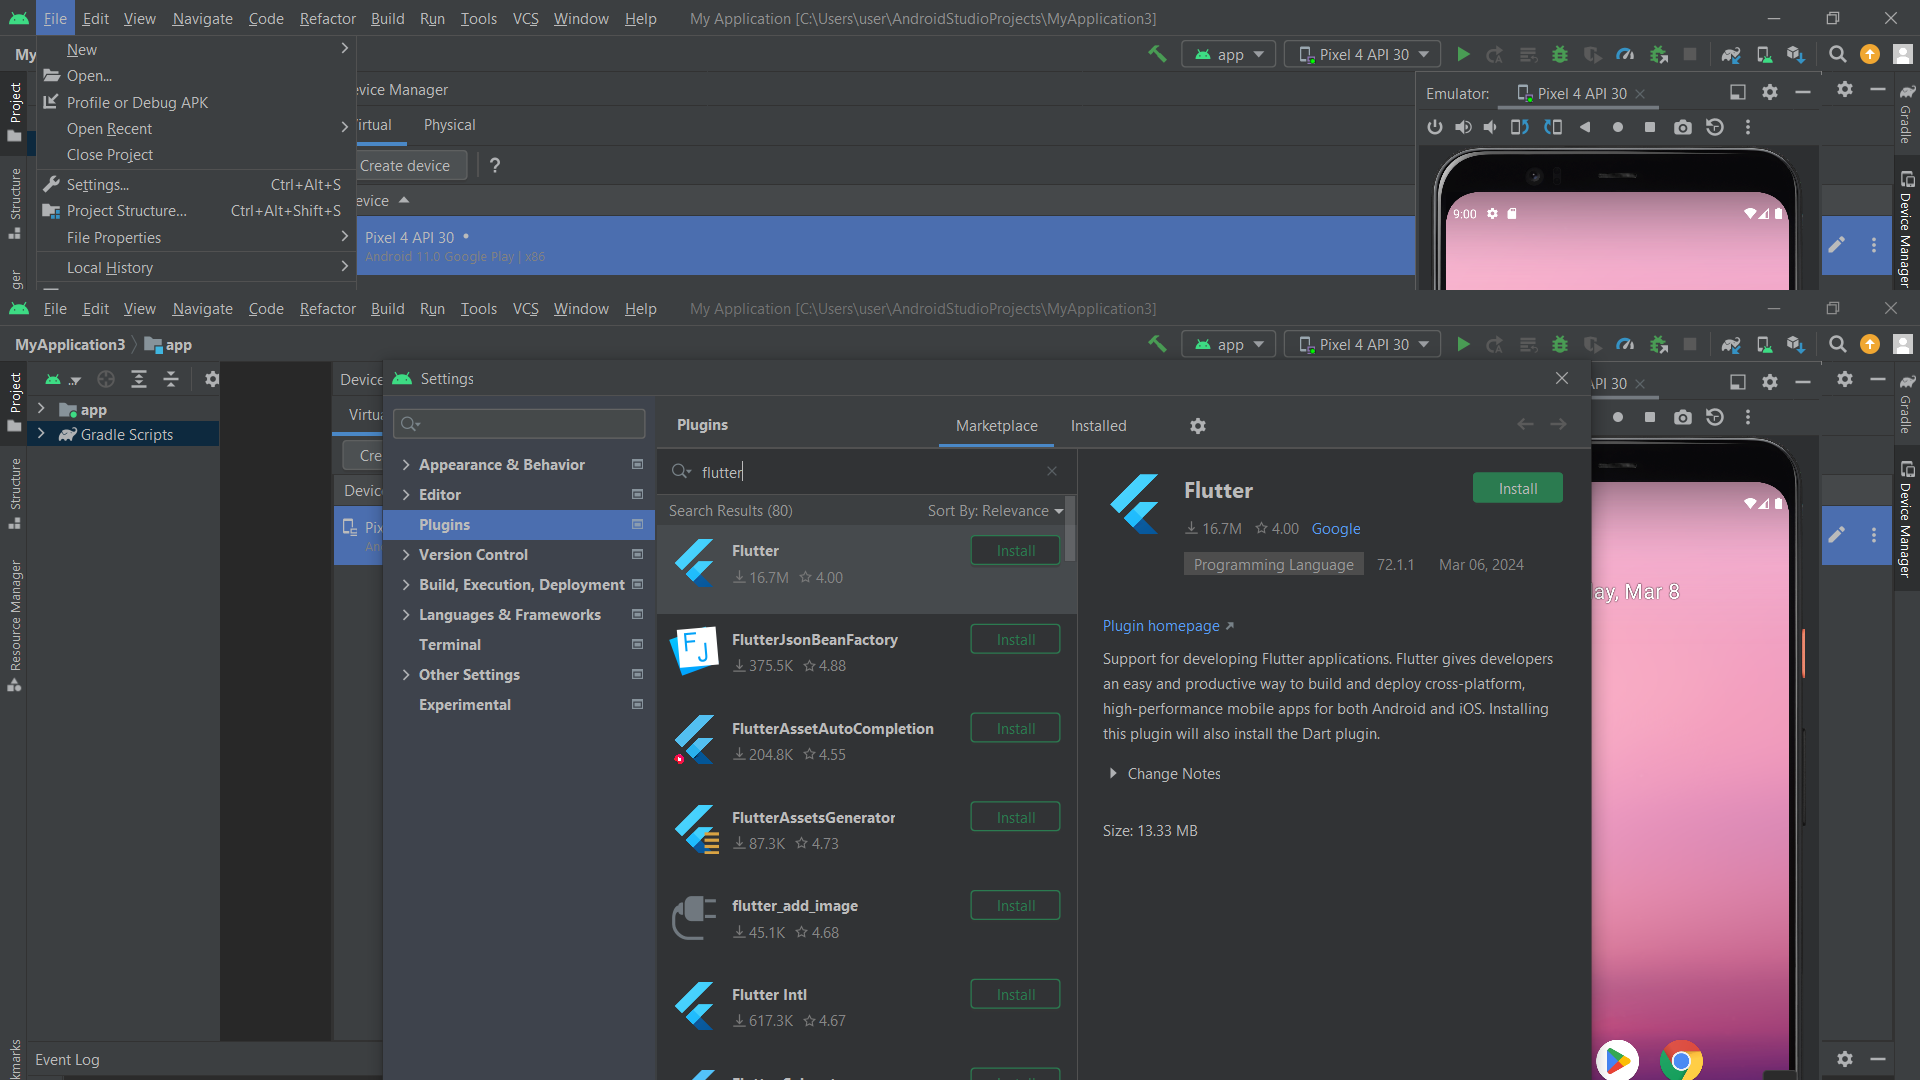 File Edit View Navigate Code Refactor Build Run Tools VCS Window Help My Application [C:\Users\user\AndroidStudioProjects\MyApplication3]
My
app
Pixel 4 API 30
New
Open...
Profile or Debug APK
Open Recent
Close Project
Settings... Ctrl+Alt+S
Project Structure... Ctrl+Alt+Shift+S
File Properties
Local History
Project
Structure
ger
evice Manager
irtual Physical
Create device ?
evice
Pixel 4 API 30
Android 11.0 Google Play | x86
Emulator: Pixel 4 API 30
9:00
Gradle
Device Manager
File Edit View Navigate Code Refactor Build Run Tools VCS Window Help My Application [C:\Users\user\AndroidStudioProjects\MyApplication3]
MyApplication3 app
app
Pixel 4 API 30
Project
Structure
Resource Manager
kmarks
app
Gradle Scripts
Device
Virtua
Cre
Device
Pix
An
Settings
Appearance & Behavior
Editor
Plugins
Version Control
Build, Execution, Deployment
Languages & Frameworks
Terminal
Other Settings
Experimental
Plugins Marketplace Installed
flutter
Search Results (80) Sort By: Relevance
Flutter Install
16.7M 4.00
FlutterJsonBeanFactory Install
375.5K 4.88
FlutterAssetAutoCompletion Install
204.8K 4.55
FlutterAssetsGenerator Install
87.3K 4.73
flutter_add_image Install
45.1K 4.68
Flutter Intl Install
617.3K 4.67
Flutter Install
16.7M 4.00 Google
Programming Language 72.1.1 Mar 06, 2024
Plugin homepage
Support for developing Flutter applications. Flutter gives developers
an easy and productive way to build and deploy cross-platform,
high-performance mobile apps for both Android and iOS. Installing
this plugin will also install the Dart plugin.
Change Notes
Size: 13.33 MB
API 30
ay, Mar 8
Gradle
Device Manager
Event Log